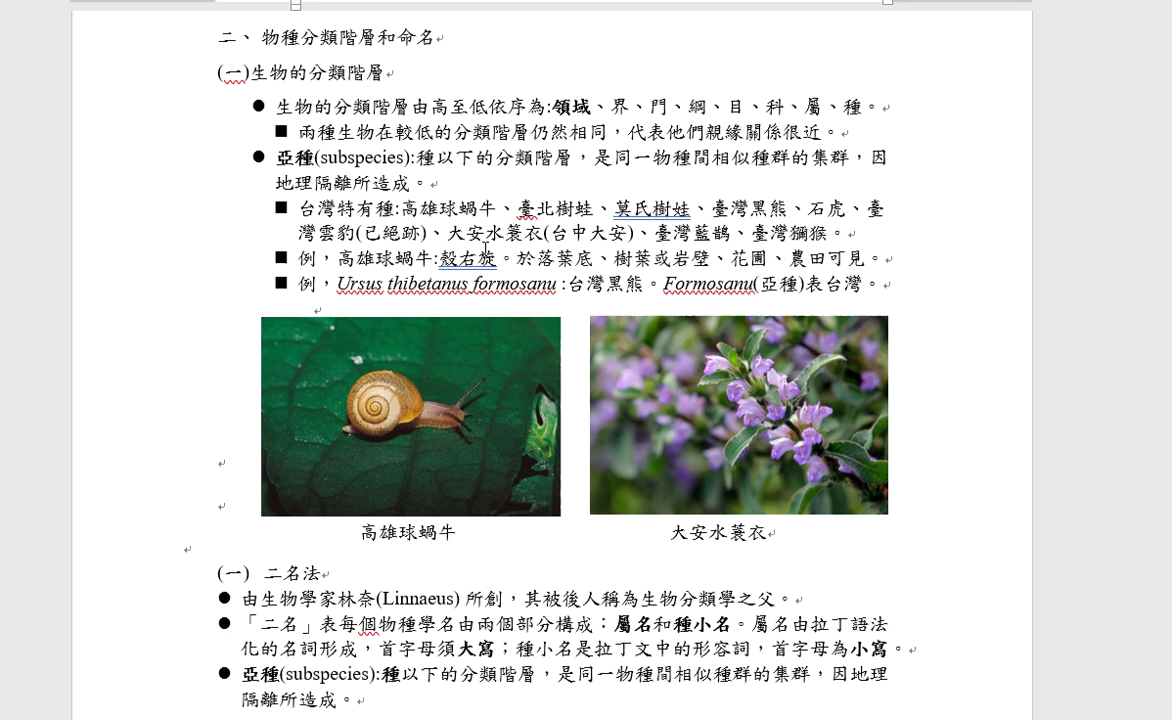 二、 物種分類階層和命名
(一)生物的分類階層
● 生物的分類階層由高至低依序為:領域、界、門、綱、目、科、屬、種。
■ 兩種生物在較低的分類階層仍然相同，代表他們親緣關係很近。
● 亞種(subspecies):種以下的分類階層，是同一物種間相似種群的集群，因
地理隔離所造成。
■ 台灣特有種:高雄球蝸牛、臺北樹蛙、莫氏樹娃、臺灣黑熊、石虎、臺
灣雲豹(已絕跡)、大安水蓑衣(台中大安)、臺灣藍鵲、臺灣獼猴。
■ 例，高雄球蝸牛:殼右旋。於落葉底、樹葉或岩壁、花圃、農田可見。
■ 例，Ursus thibetanus formosanu :台灣黑熊。Formosanu(亞種)表台灣。
高雄球蝸牛
大安水蓑衣
(一) 二名法
● 由生物學家林奈(Linnaeus) 所創，其被後人稱為生物分類學之父。
● 「二名」表每個物種學名由兩個部分構成：屬名和種小名。屬名由拉丁語法
化的名詞形成，首字母須大寫；種小名是拉丁文中的形容詞，首字母為小寫。
● 亞種(subspecies):種以下的分類階層，是同一物種間相似種群的集群，因地理
隔離所造成。